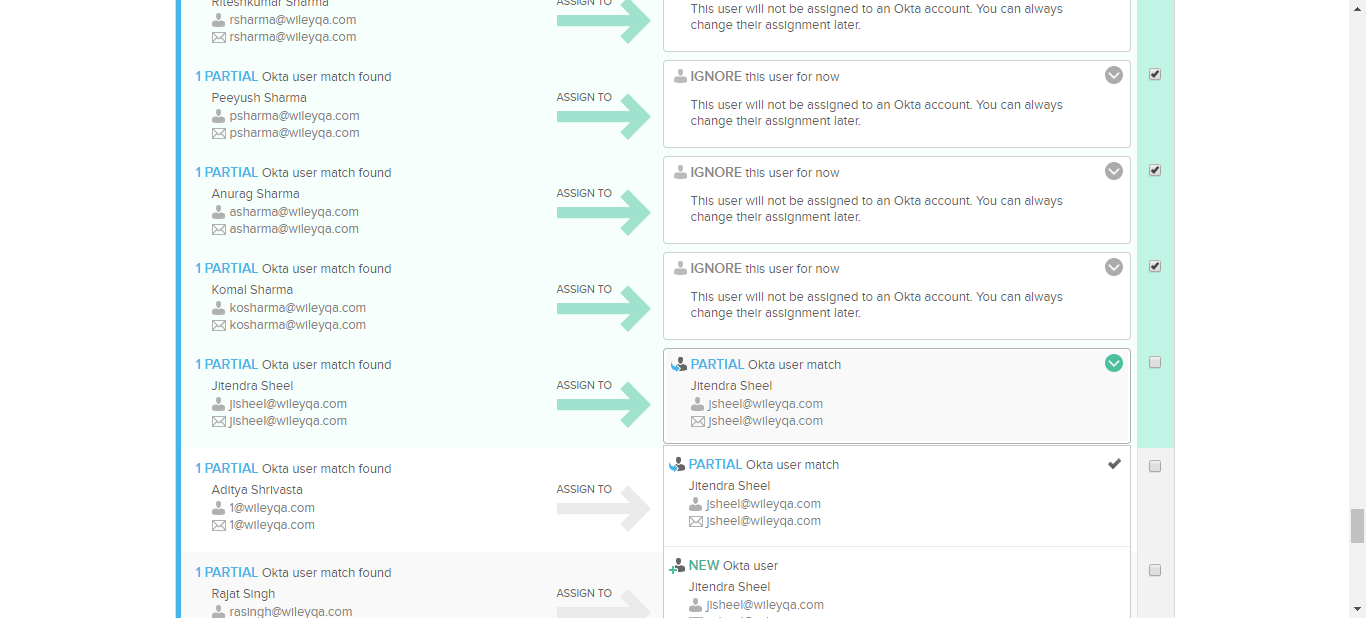 Riteshkumar Sharma
rsharma@wileyqa.com
rsharma@wileyqa.com
ASSIGN TO
This user will not be assigned to an Okta account. You can always
change their assignment later.
1 PARTIAL Okta user match found
Peeyush Sharma
psharma@wileyqa.com
psharma@wileyqa.com
ASSIGN TO
IGNORE this user for now
This user will not be assigned to an Okta account. You can always
change their assignment later.
1 PARTIAL Okta user match found
Anurag Sharma
asharma@wileyqa.com
asharma@wileyqa.com
ASSIGN TO
IGNORE this user for now
This user will not be assigned to an Okta account. You can always
change their assignment later.
1 PARTIAL Okta user match found
Komal Sharma
kosharma@wileyqa.com
kosharma@wileyqa.com
ASSIGN TO
IGNORE this user for now
This user will not be assigned to an Okta account. You can always
change their assignment later.
1 PARTIAL Okta user match found
Jitendra Sheel
jisheel@wileyqa.com
jisheel@wileyqa.com
ASSIGN TO
PARTIAL Okta user match
Jitendra Sheel
jsheel@wileyqa.com
jsheel@wileyqa.com
1 PARTIAL Okta user match found
Aditya Shrivasta
1@wileyqa.com
1@wileyqa.com
ASSIGN TO
PARTIAL Okta user match
Jitendra Sheel
jsheel@wileyqa.com
jsheel@wileyqa.com
1 PARTIAL Okta user match found
Rajat Singh
rasingh@wileyqa.com
ASSIGN TO
NEW Okta user
Jitendra Sheel
jisheel@wileyqa.com